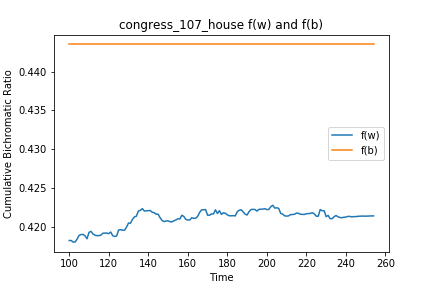 congress_107_house f(w) and f(b)
Cumulative Bichromatic Ratio
0.440
0.435
0.430
0.425
0.420
f(w)
f(b)
100 120 140 160 180 200 220 240 260
Time